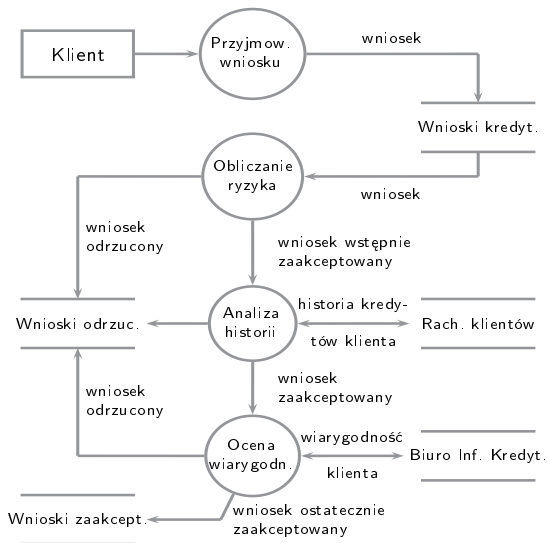 wniosek
Klient
Przyjmow.
wniosku
Wnioski kredyt.
Obliczanie
ryzyka
wniosek
wniosek
odrzucony
wniosek wstępnie
zaakceptowany
Wnioski odrzuc.
Analiza
historii
historia kredy-
tów klienta
Rach. klientów
wniosek
zaakceptowany
wniosek
odrzucony
Ocena
wiarygodn.
wiarygodność
klienta
Biuro Inf. Kredyt.
Wnioski zaakcept.
wniosek ostatecznie
zaakceptowany